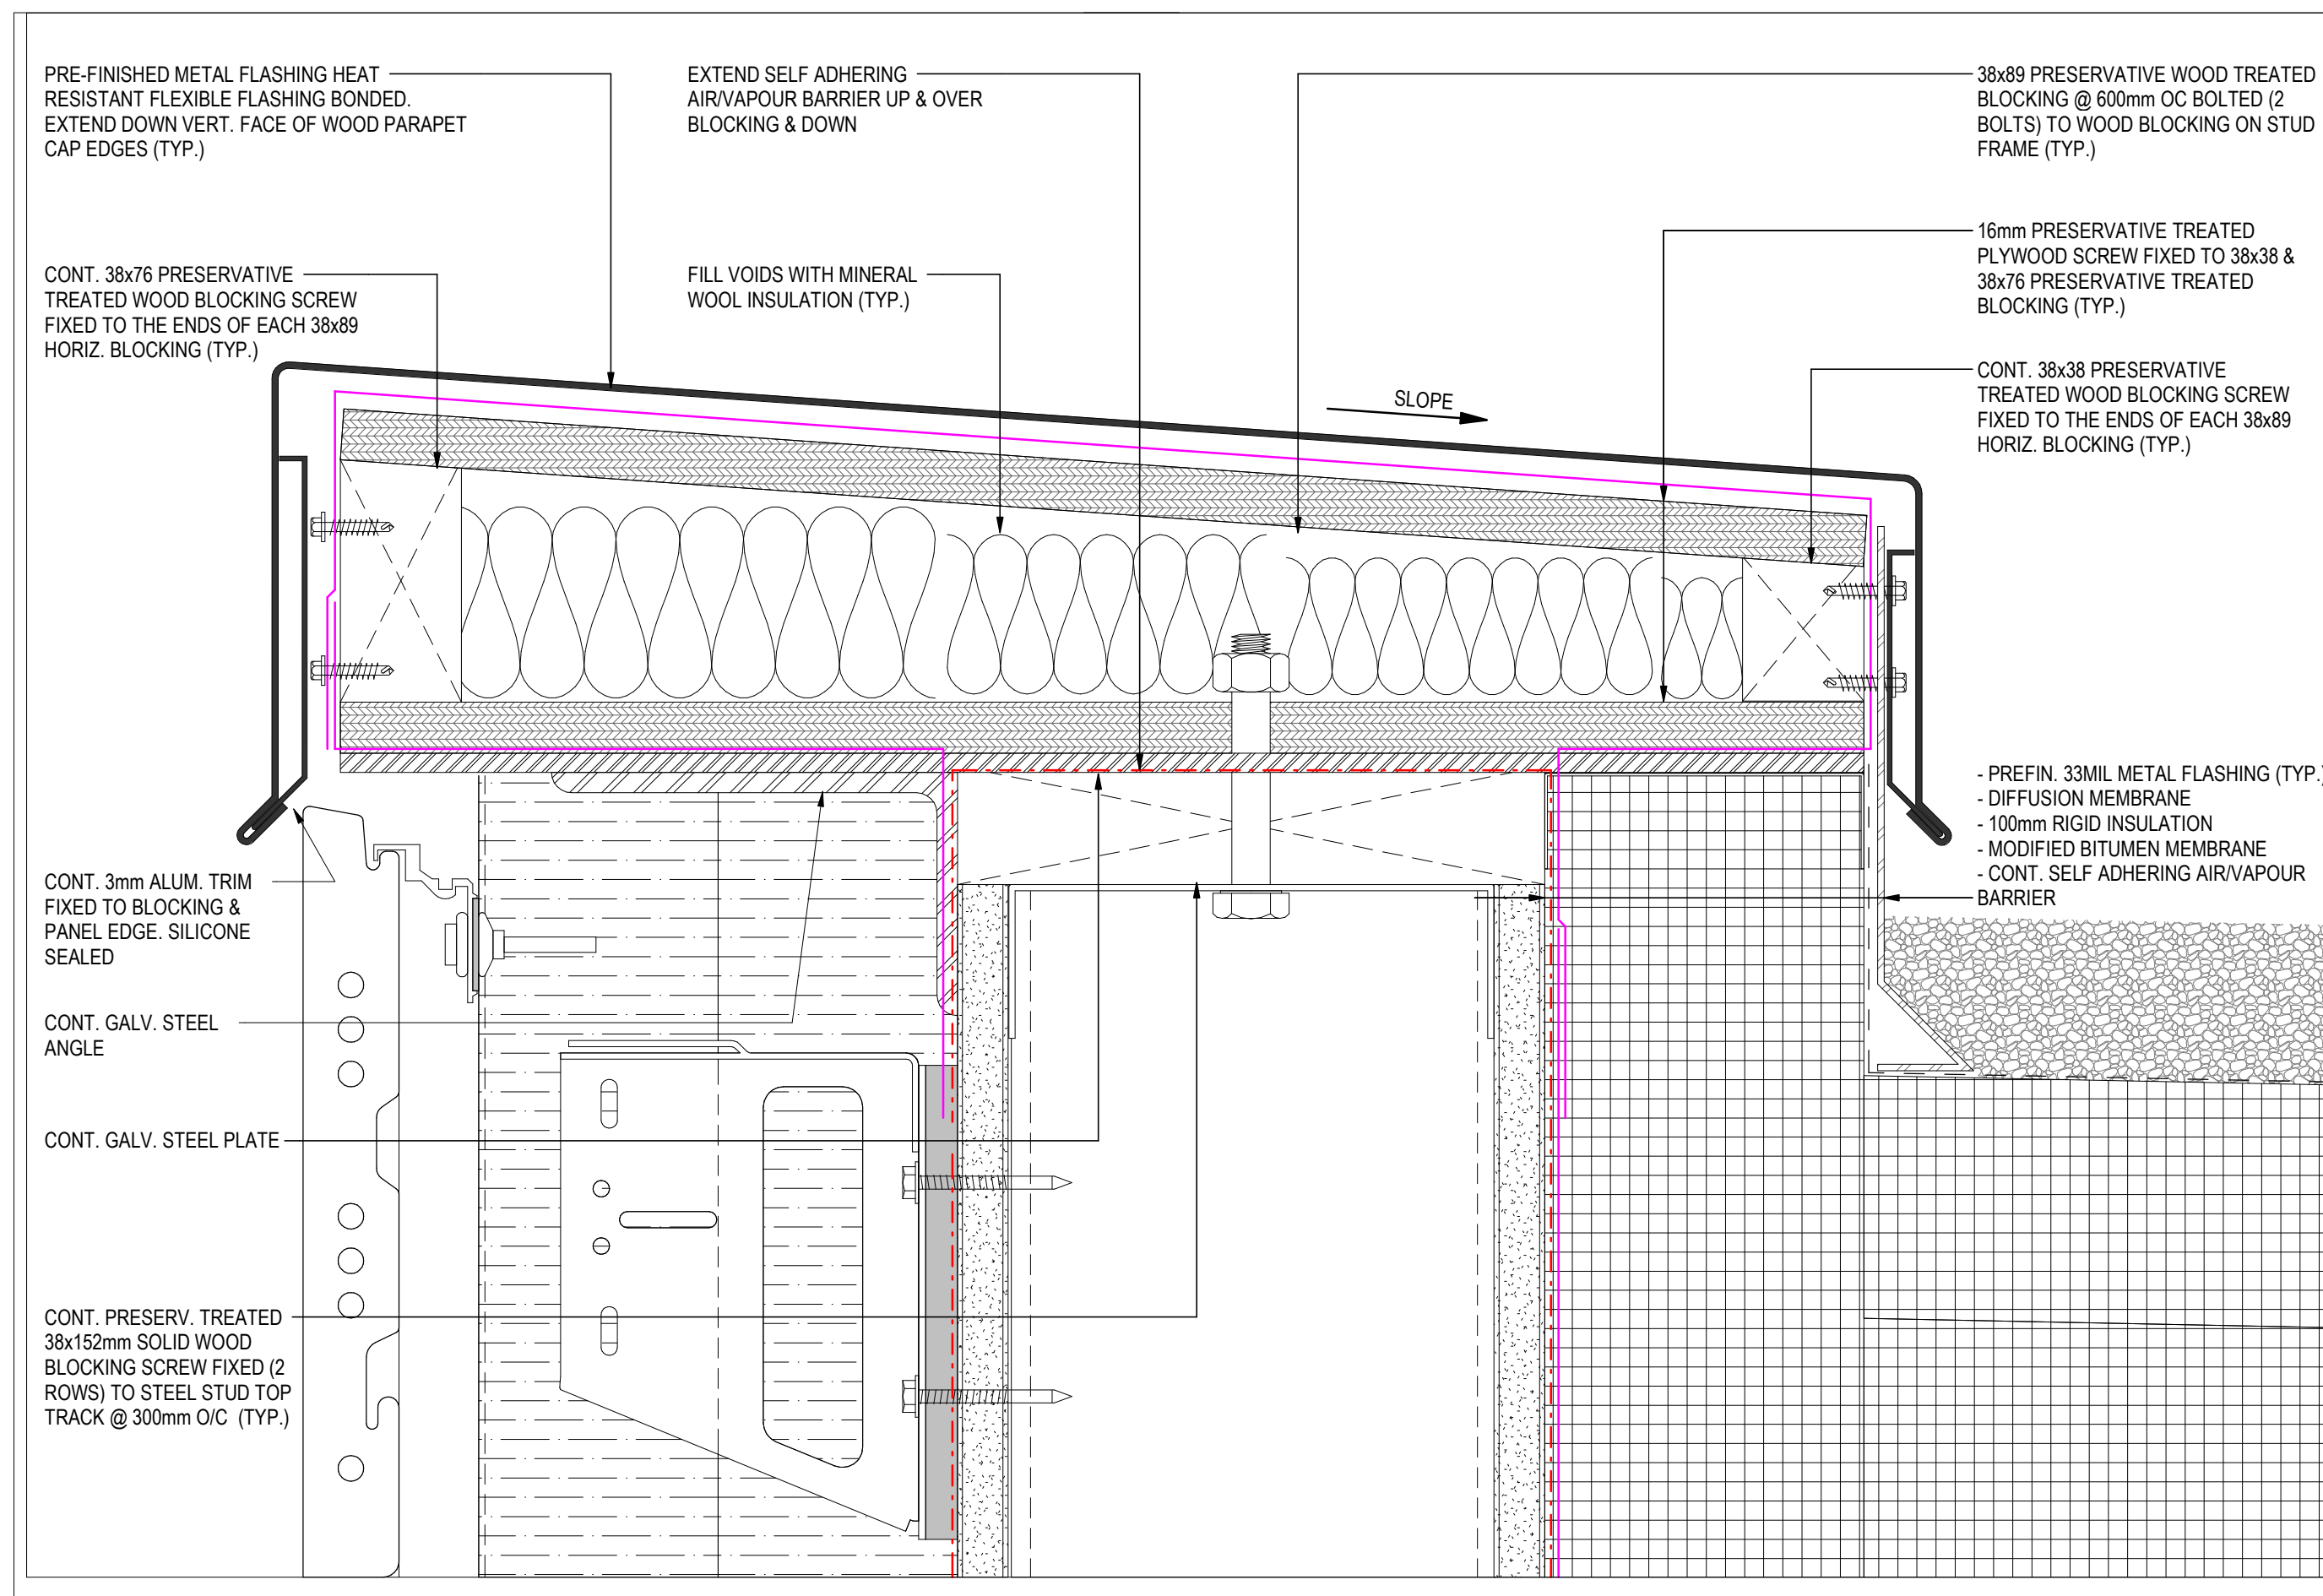 PRE-FINISHED METAL FLASHING HEAT
RESISTANT FLEXIBLE FLASHING BONDED.
EXTEND DOWN VERT. FACE OF WOOD PARAPET
CAP EDGES (TYP.)
EXTEND SELF ADHERING
AIR/VAPOUR BARRIER UP & OVER
BLOCKING & DOWN
38x89 PRESERVATIVE WOOD TREATED
BLOCKING @ 600mm OC BOLTED (2
BOLTS) TO WOOD BLOCKING ON STUD
FRAME (TYP.)
CONT. 38x76 PRESERVATIVE
TREATED WOOD BLOCKING SCREW
FIXED TO THE ENDS OF EACH 38x89
HORIZ. BLOCKING (TYP.)
FILL VOIDS WITH MINERAL
WOOL INSULATION (TYP.)
16mm PRESERVATIVE TREATED
PLYWOOD SCREW FIXED TO 38x38 &
38x76 PRESERVATIVE TREATED
BLOCKING (TYP.)
SLOPE
CONT. 38x38 PRESERVATIVE
TREATED WOOD BLOCKING SCREW
FIXED TO THE ENDS OF EACH 38x89
HORIZ. BLOCKING (TYP.)
- PREFIN. 33MIL METAL FLASHING (TYP.)
- DIFFUSION MEMBRANE
- 100mm RIGID INSULATION
- MODIFIED BITUMEN MEMBRANE
- CONT. SELF ADHERING AIR/VAPOUR
BARRIER
CONT. 3mm ALUM. TRIM
FIXED TO BLOCKING &
PANEL EDGE. SILICONE
SEALED
CONT. GALV. STEEL
ANGLE
CONT. GALV. STEEL PLATE
CONT. PRESERV. TREATED
38x152mm SOLID WOOD
BLOCKING SCREW FIXED (2
ROWS) TO STEEL STUD TOP
TRACK @ 300mm O/C (TYP.)